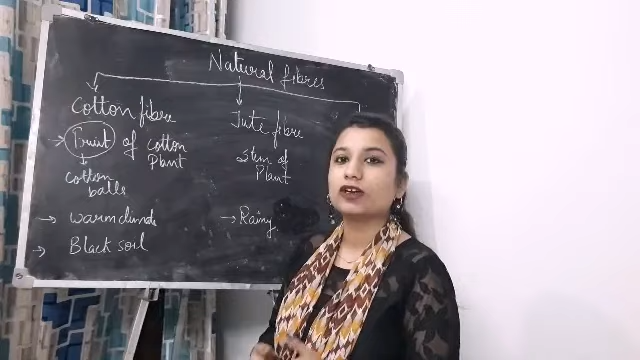 Natural fibres
Cotton fibre
→ Fruit of cotton
Plant
cotton
balls
→ warm climate
→ Black soil
Jute fibre
Stem of
Plant
→ Rainy